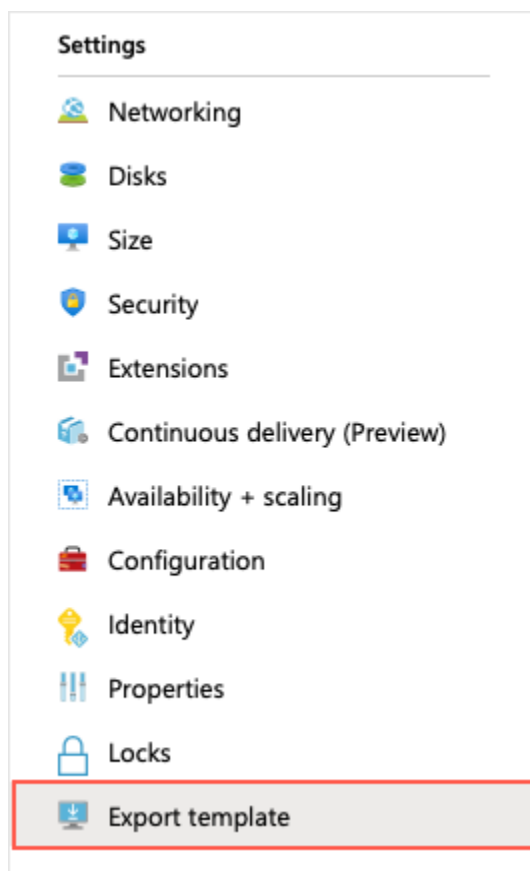 Settings
Networking
Disks
Size
Security
Extensions
Continuous delivery (Preview)
Availability + scaling
Configuration
Identity
Properties
Locks
Export template